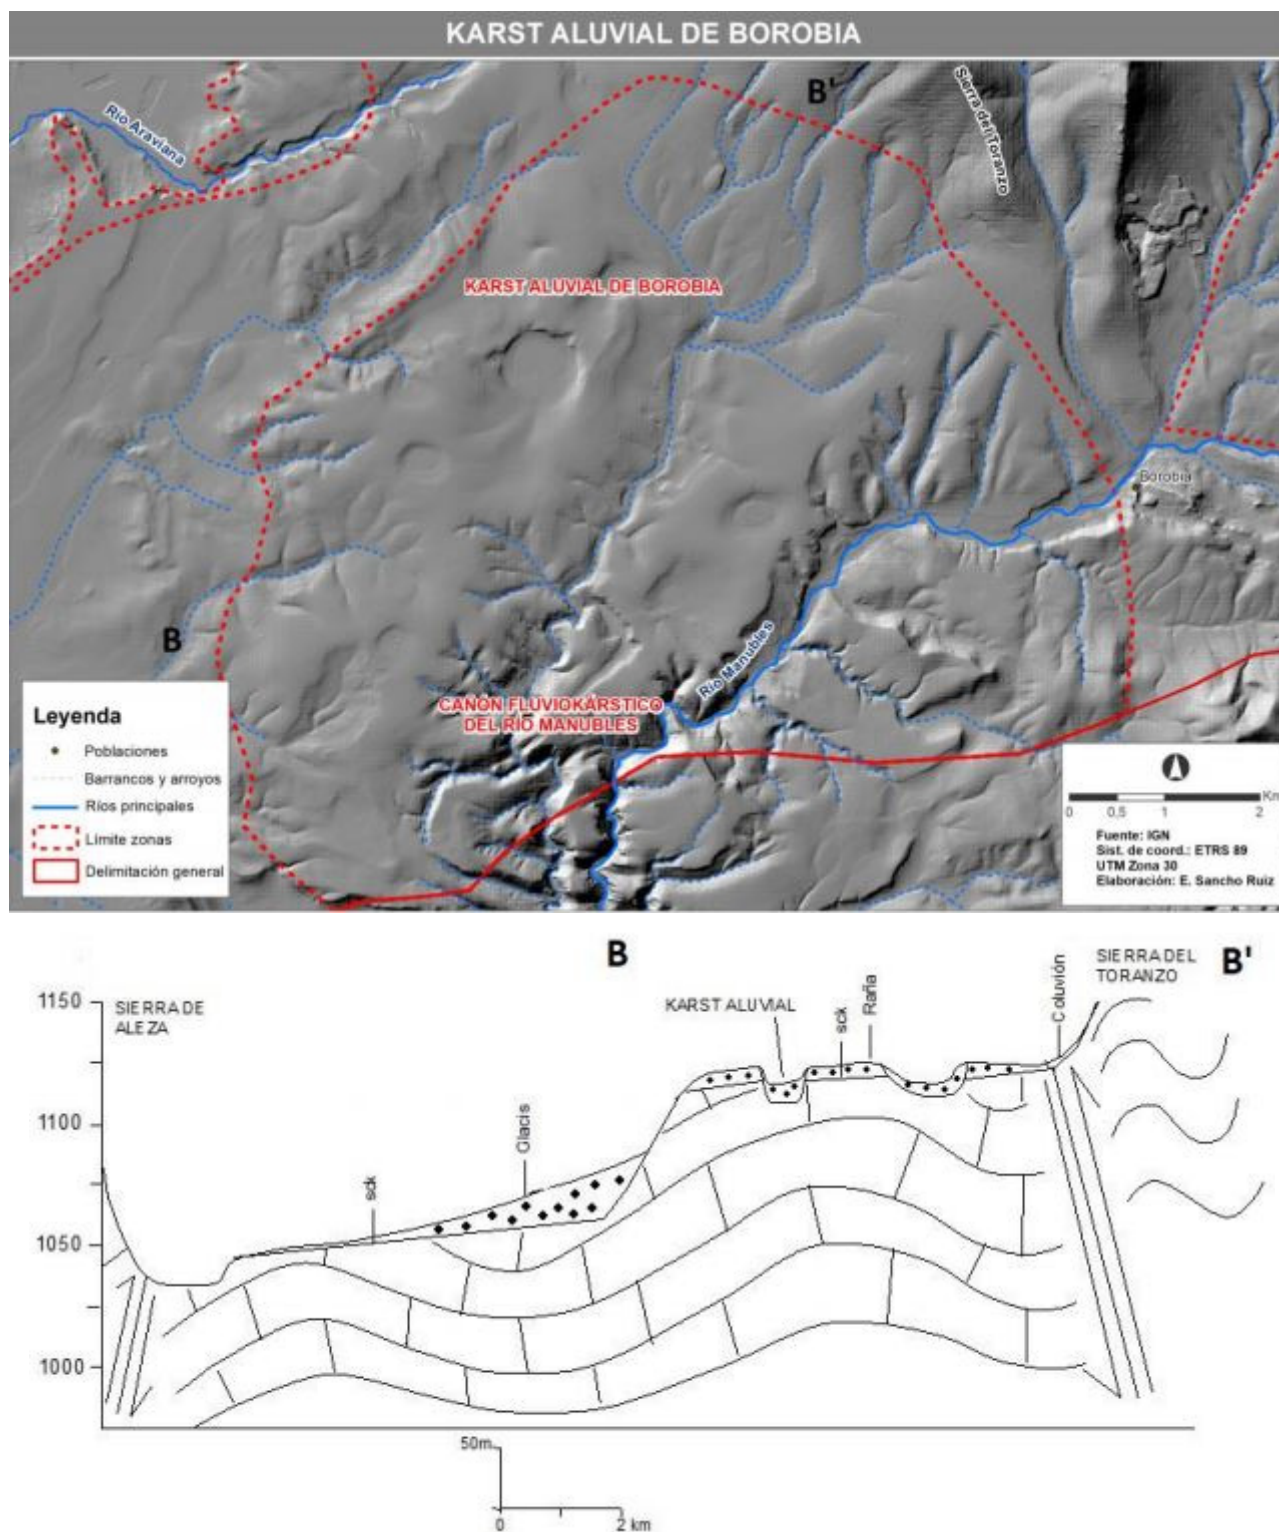 KARST ALUVIAL DE BOROBIA
B'
Sierra del Toranzo
Río Araviana
KARST ALUVIAL DE BOROBIA
Borobia
B
Río Manubles
CAÑÓN FLUVIOKÁRSTICO
DEL RÍO MANUBLES
Leyenda
Poblaciones
Barrancos y arroyos
Ríos principales
Límite zonas
Delimitación general
Km
0 0,5 1 2
Fuente: IGN
Sist. de coord.: ETRS 89
UTM Zona 30
Elaboración: E. Sancho Ruiz
B
SIERRA DEL
TORANZO
B'
1150
SIERRA DE
ALEZA
KARST ALUVIAL
sck
Raña
Coluvión
1100
Glacis
sck
1050
1000
50m.
0 2 km